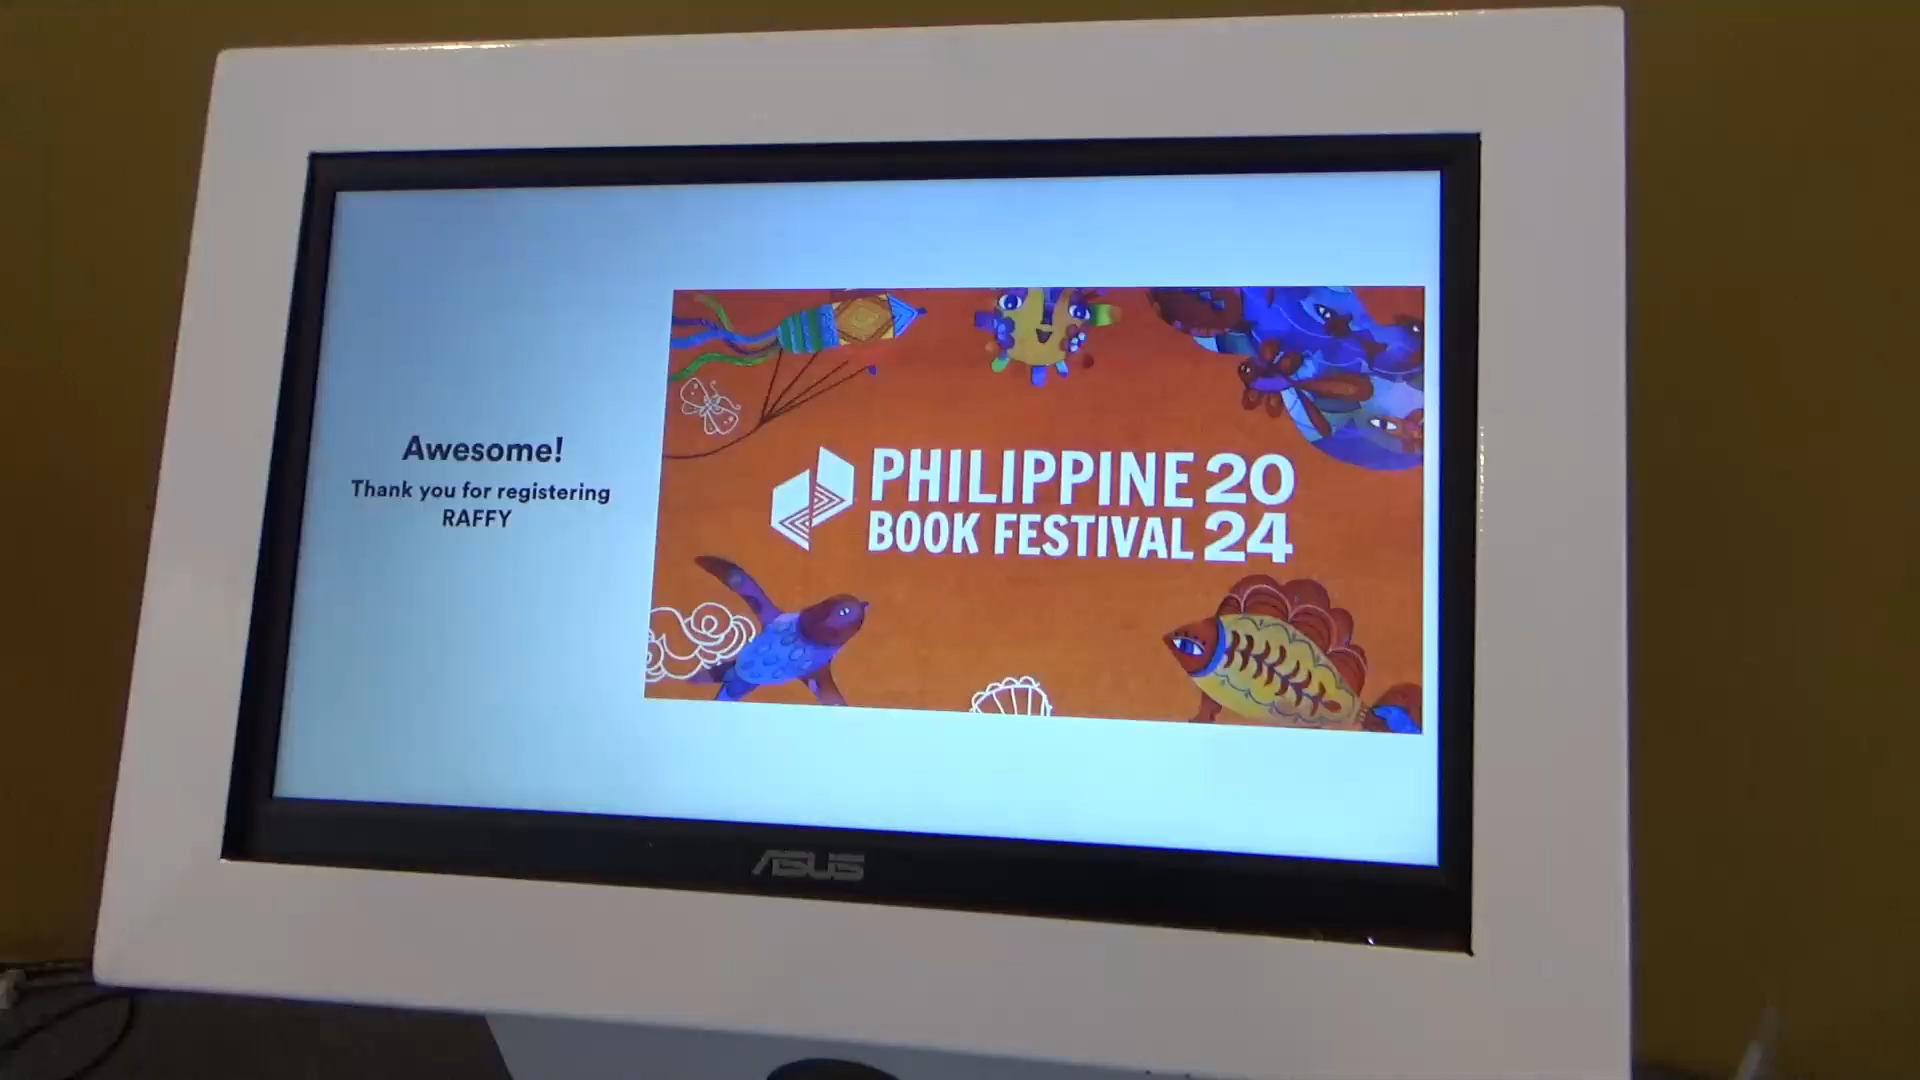 Awesome!
Thank you for registering
RAFFY
PHILIPPINE 20
BOOK FESTIVAL 24
ASUS